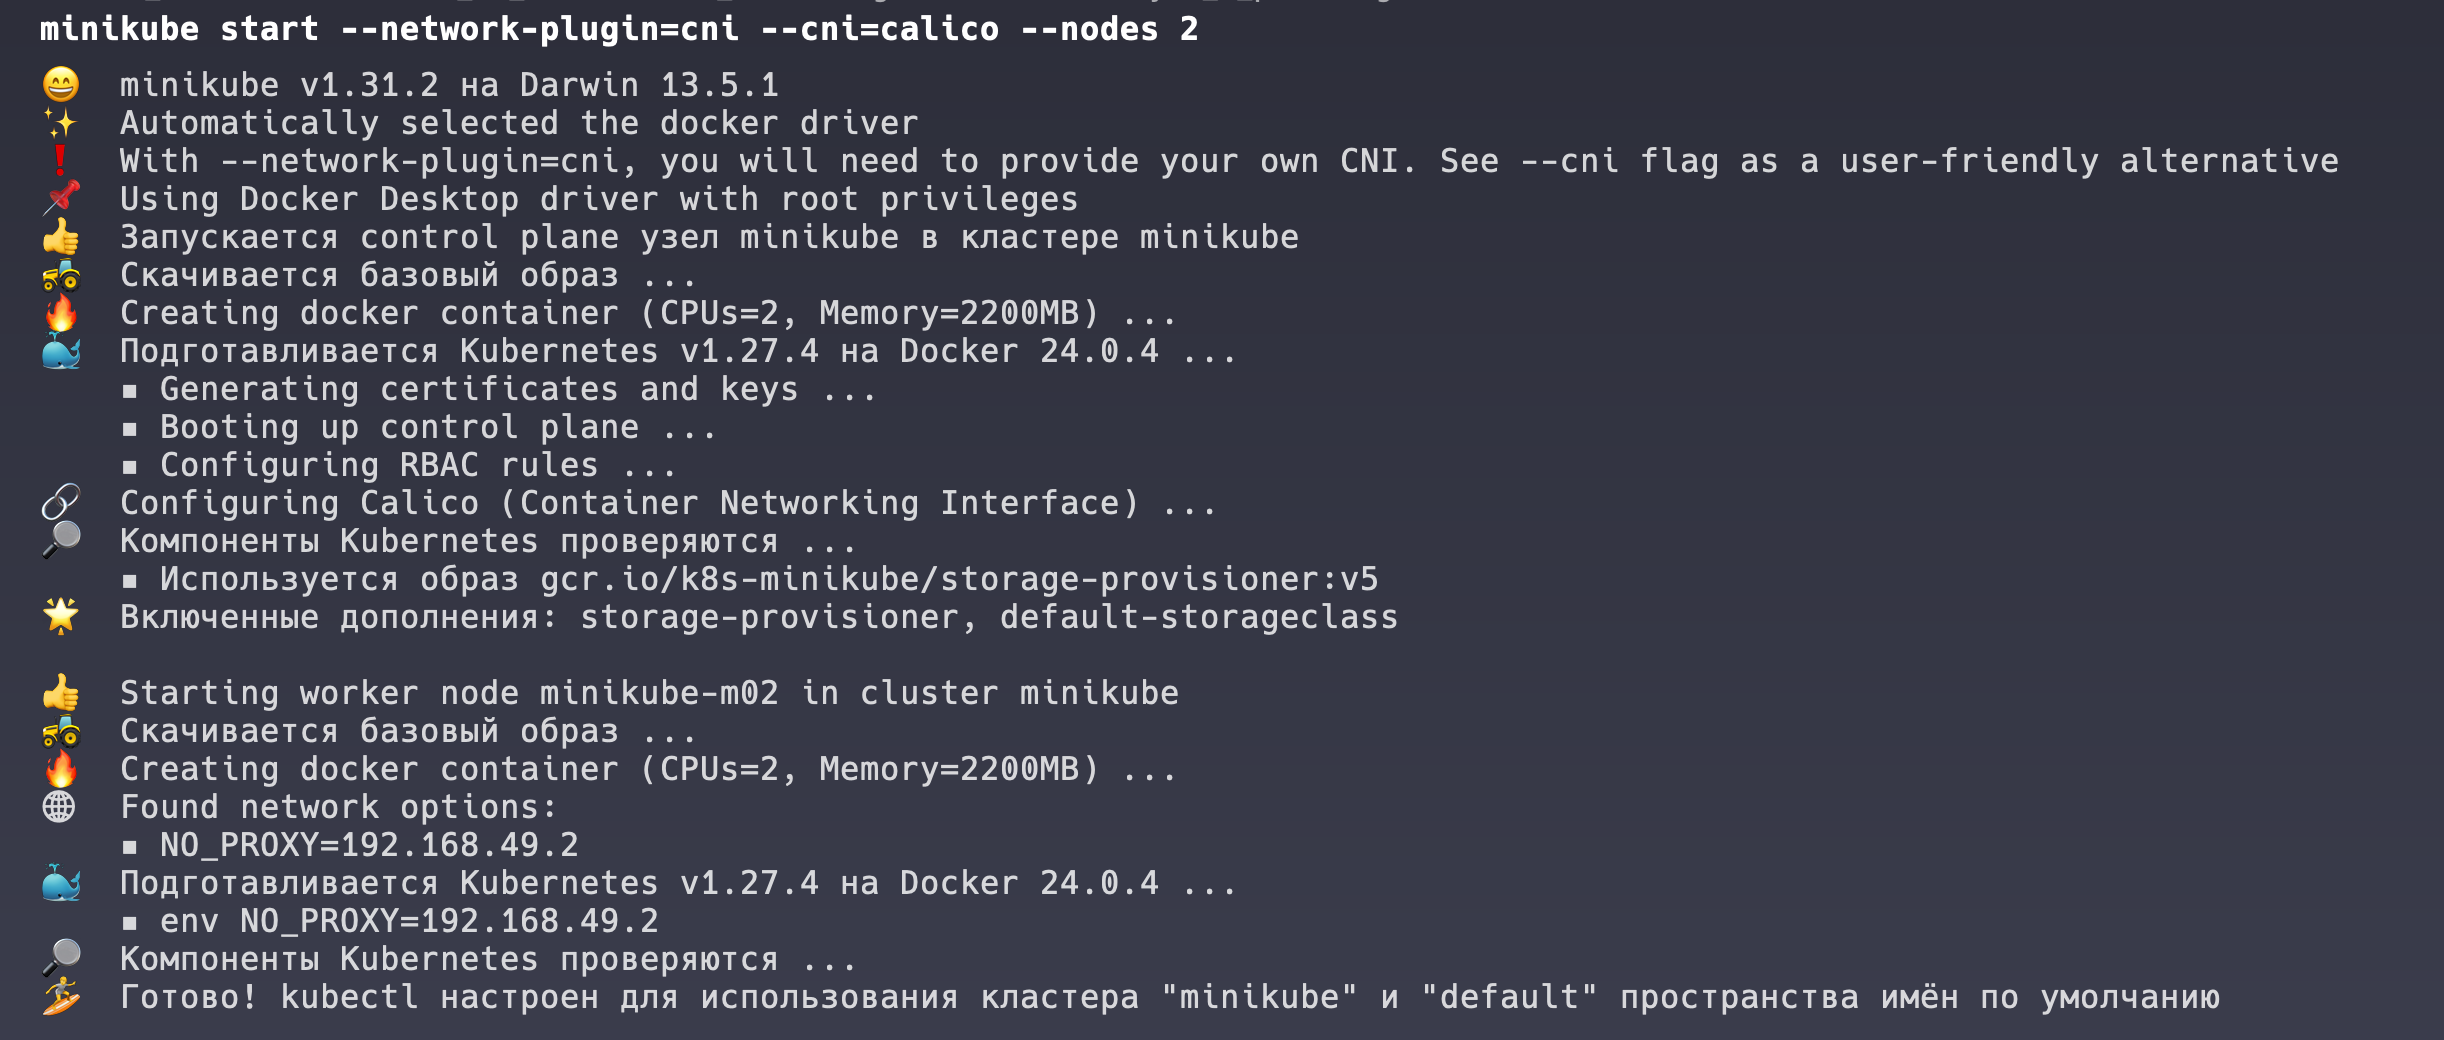 minikube start --network-plugin=cni --cni=calico --nodes 2
😄 minikube v1.31.2 на Darwin 13.5.1
✨ Automatically selected the docker driver
❗ With --network-plugin=cni, you will need to provide your own CNI. See --cni flag as a user-friendly alternative
📌 Using Docker Desktop driver with root privileges
👍 Запускается control plane узел minikube в кластере minikube
🚜 Скачивается базовый образ ...
🔥 Creating docker container (CPUs=2, Memory=2200MB) ...
🐳 Подготавливается Kubernetes v1.27.4 на Docker 24.0.4 ...
▪ Generating certificates and keys ...
▪ Booting up control plane ...
▪ Configuring RBAC rules ...
🔗 Configuring Calico (Container Networking Interface) ...
🔎 Компоненты Kubernetes проверяются ...
▪ Используется образ gcr.io/k8s-minikube/storage-provisioner:v5
🌟 Включенные дополнения: storage-provisioner, default-storageclass
👍 Starting worker node minikube-m02 in cluster minikube
🚜 Скачивается базовый образ ...
🔥 Creating docker container (CPUs=2, Memory=2200MB) ...
🌐 Found network options:
▪ NO_PROXY=192.168.49.2
🐳 Подготавливается Kubernetes v1.27.4 на Docker 24.0.4 ...
▪ env NO_PROXY=192.168.49.2
🔎 Компоненты Kubernetes проверяются ...
🏄 Готово! kubectl настроен для использования кластера "minikube" и "default" пространства имён по умолчанию